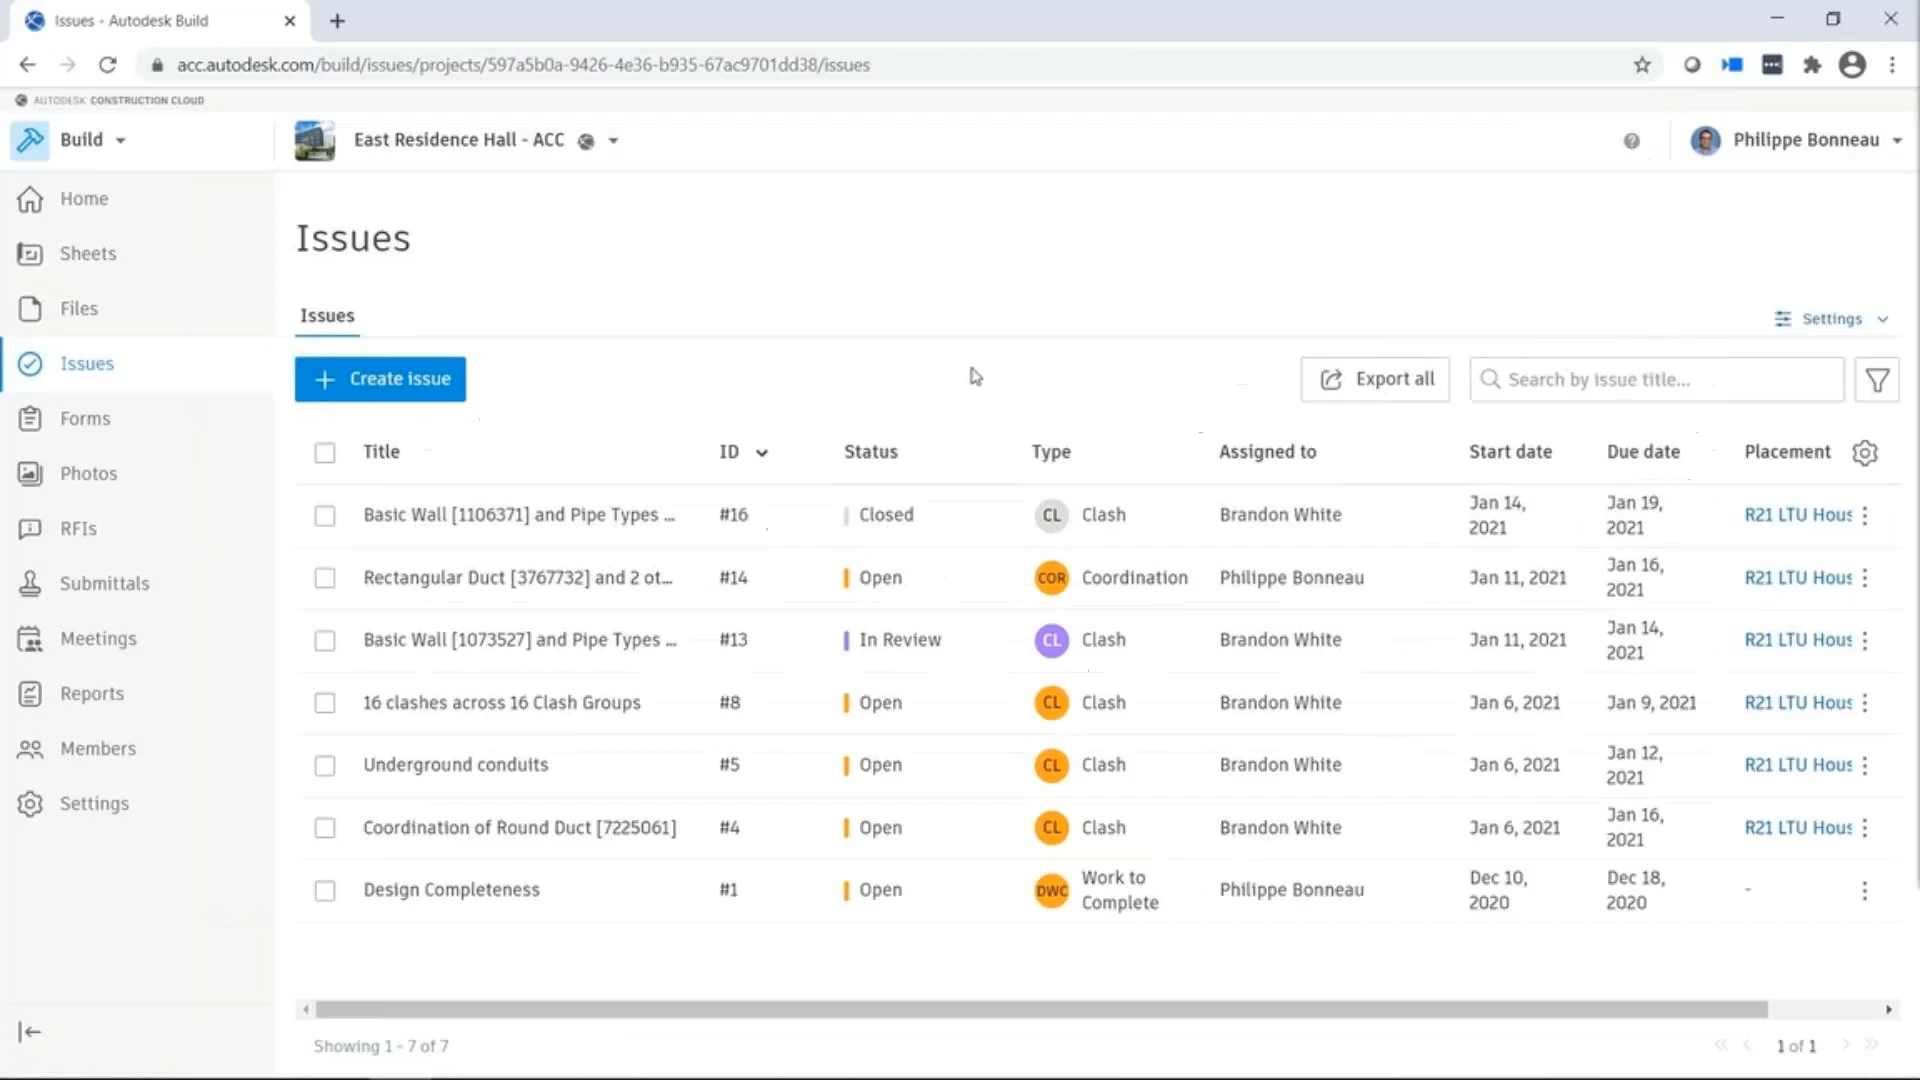 Issues - Autodesk Build
acc.autodesk.com/build/issues/projects/597a5b0a-9426-4e36-b935-67ac9701dd38/issues
AUTODESK CONSTRUCTION CLOUD
Build
East Residence Hall - ACC
Philippe Bonneau
Home
Sheets
Files
Issues
Forms
Photos
RFIs
Submittals
Meetings
Reports
Members
Settings
Issues
Issues
Settings
Create issue
Export all
Search by issue title...
Title ID Status Type Assigned to Start date Due date Placement
Basic Wall [1106371] and Pipe Types ... #16 Closed CL Clash Brandon White Jan 14, 2021 Jan 19, 2021 R21 LTU Hous
Rectangular Duct [3767732] and 2 ot... #14 Open COR Coordination Philippe Bonneau Jan 11, 2021 Jan 16, 2021 R21 LTU Hous
Basic Wall [1073527] and Pipe Types ... #13 In Review CL Clash Brandon White Jan 11, 2021 Jan 14, 2021 R21 LTU Hous
16 clashes across 16 Clash Groups #8 Open CL Clash Brandon White Jan 6, 2021 Jan 9, 2021 R21 LTU Hous
Underground conduits #5 Open CL Clash Brandon White Jan 6, 2021 Jan 12, 2021 R21 LTU Hous
Coordination of Round Duct [7225061] #4 Open CL Clash Brandon White Jan 6, 2021 Jan 16, 2021 R21 LTU Hous
Design Completeness #1 Open DWC Work to Complete Philippe Bonneau Dec 10, 2020 Dec 18, 2020 -
Showing 1 - 7 of 7
1 of 1